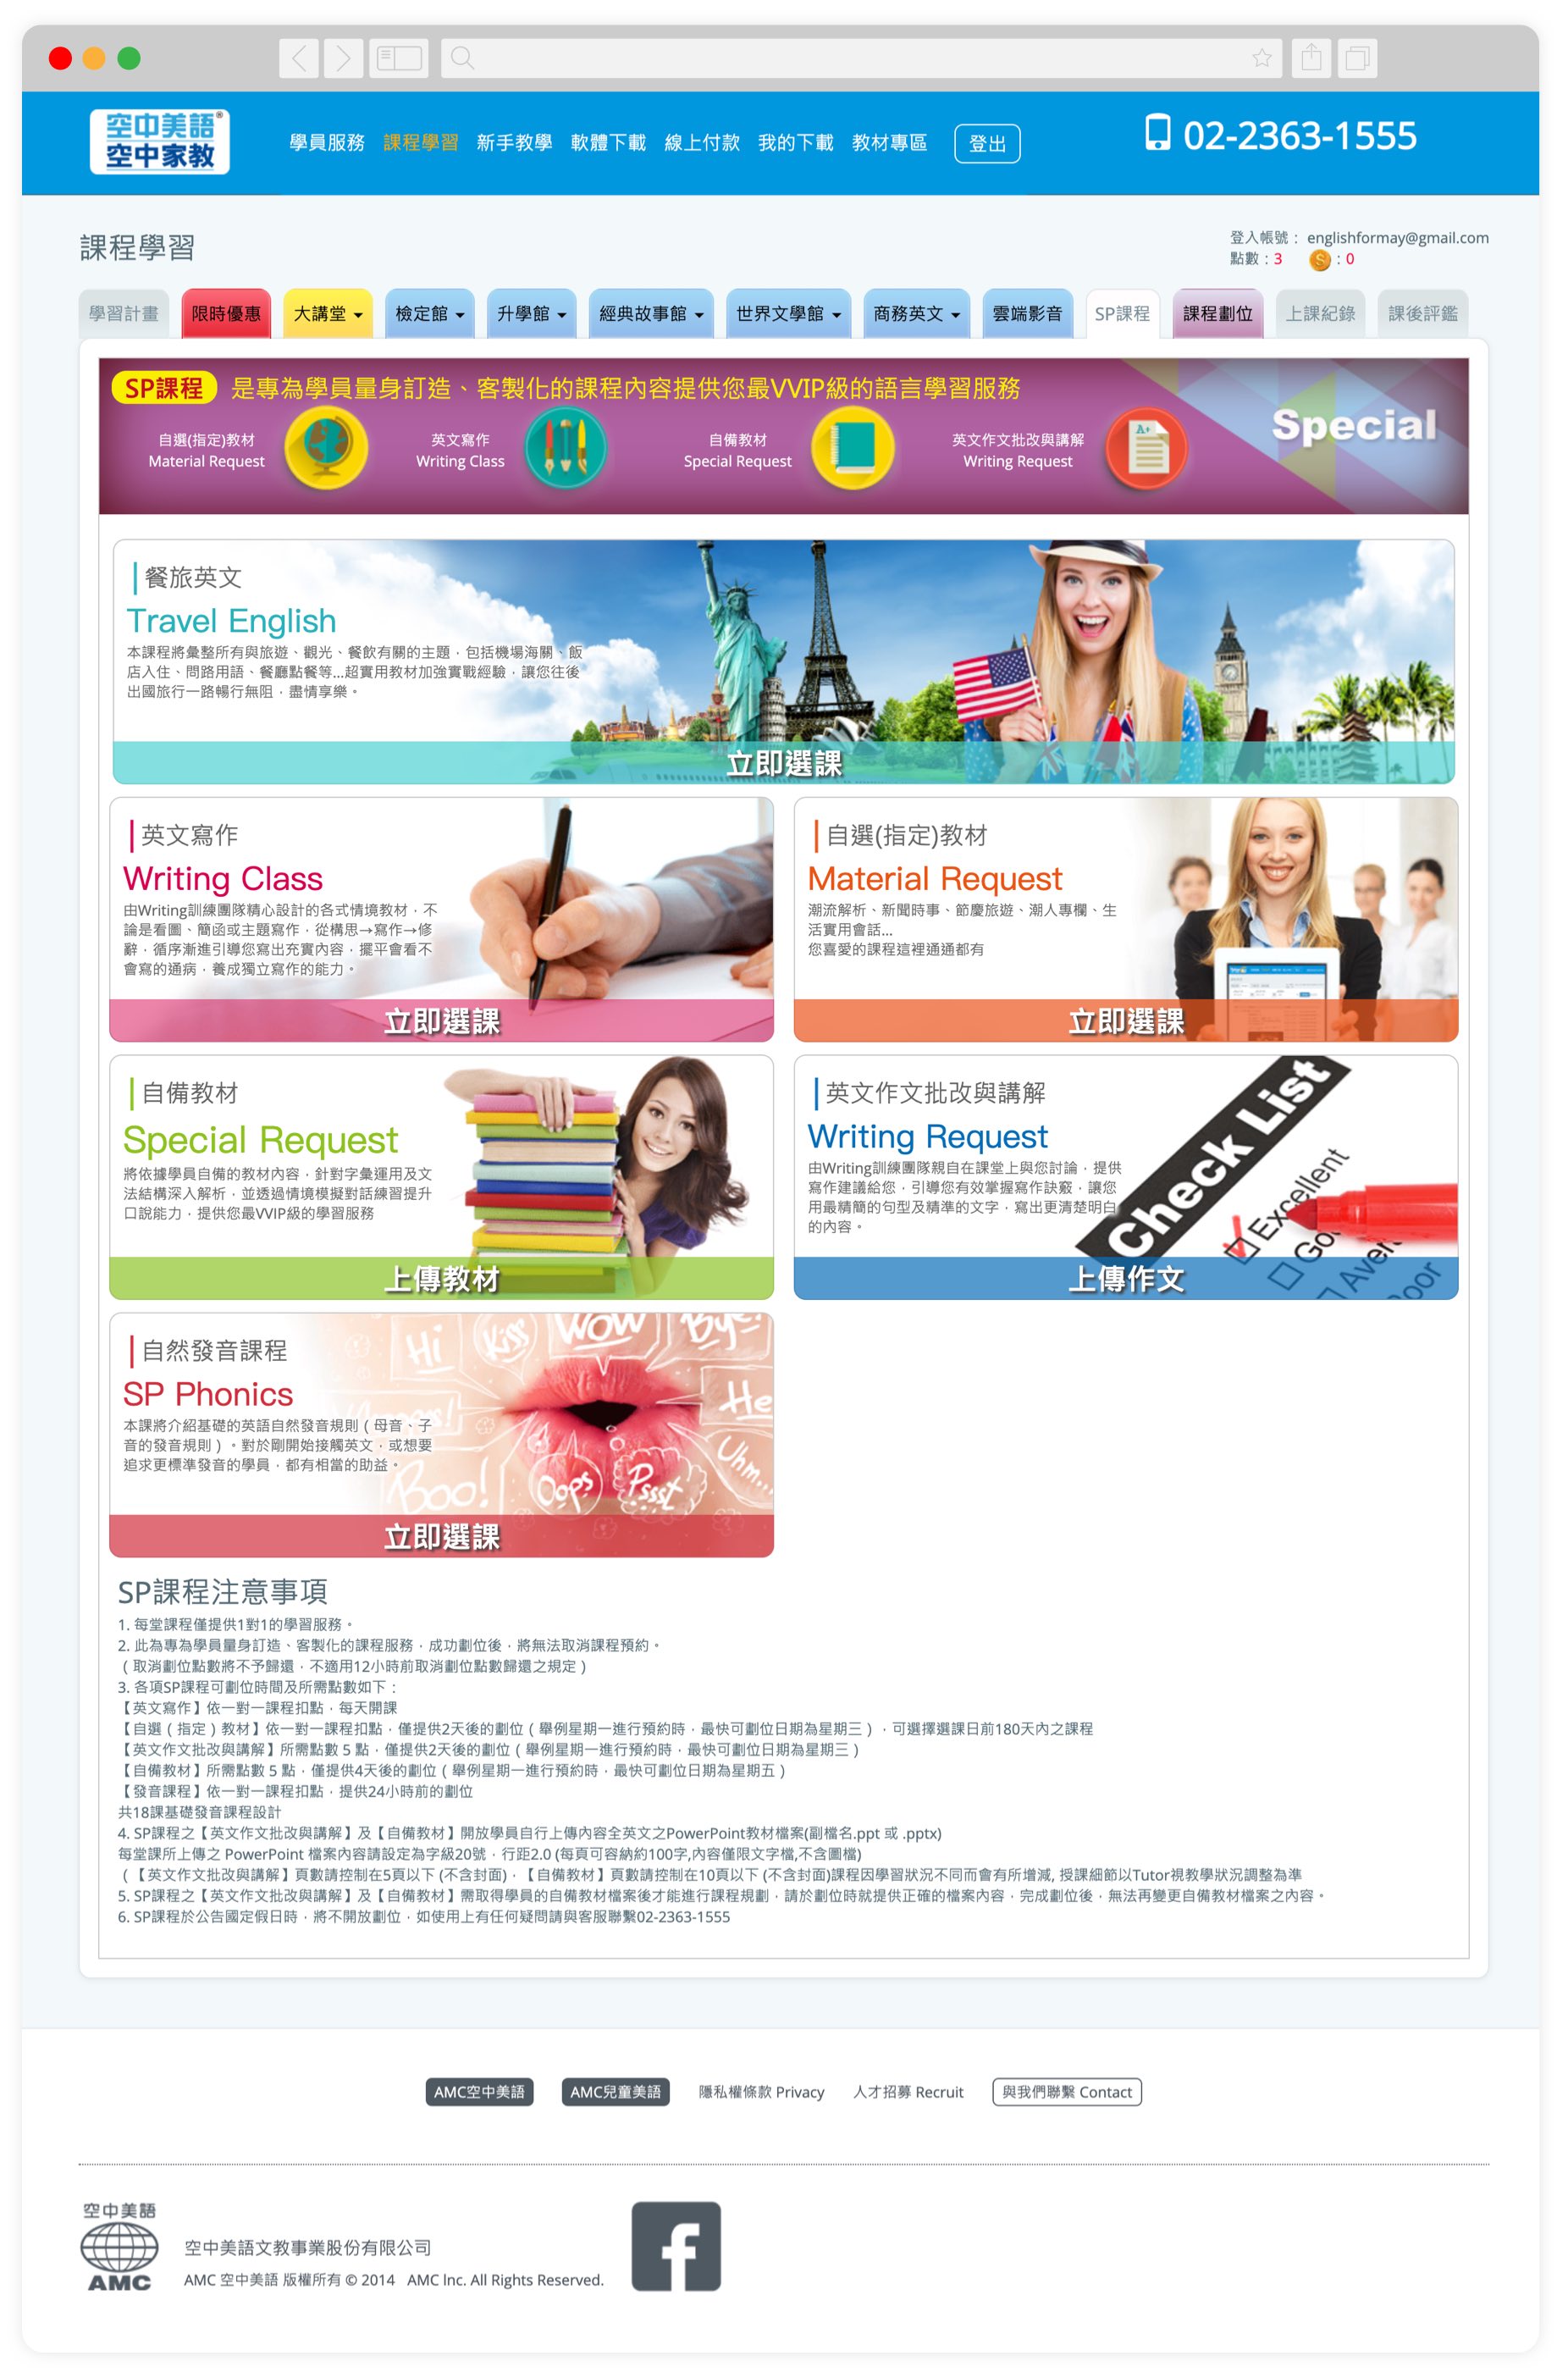 空中美語®
空中家教
學員服務 課程學習 新手教學 軟體下載 線上付款 我的下載 教材專區 登出
02-2363-1555
課程學習
登入帳號： englishformay@gmail.com
點數：3 S ：0
學習計畫 限時優惠 大講堂 檢定館 升學館 經典故事館 世界文學館 商務英文 雲端影音 SP課程 課程劃位 上課紀錄 課後評鑑
SP課程 是專為學員量身訂造、客製化的課程內容提供您最VVIP級的語言學習服務
自選(指定)教材
Material Request
英文寫作
Writing Class
自備教材
Special Request
英文作文批改與講解
Writing Request
A+
Special
餐旅英文
Travel English
本課程將彙整所有與旅遊、觀光、餐飲有關的主題，包括機場海關、飯
店入住、問路用語、餐廳點餐等...超實用教材加強實戰經驗，讓您往後
出國旅行一路暢行無阻，盡情享樂。
立即選課
英文寫作
Writing Class
由Writing訓練團隊精心設計的各式情境教材，不
論是看圖、簡函或主題寫作，從構思→寫作→修
辭，循序漸進引導您寫出充實內容，擺平會看不
會寫的通病，養成獨立寫作的能力。
立即選課
自選(指定)教材
Material Request
潮流解析、新聞時事、節慶旅遊、潮人專欄、生
活實用會話...
您喜愛的課程這裡通通都有
立即選課
自備教材
Special Request
將依據學員自備的教材內容，針對字彙運用及文
法結構深入解析，並透過情境模擬對話練習提升
口說能力，提供您最VVIP級的學習服務
上傳教材
英文作文批改與講解
Writing Request
由Writing訓練團隊親自在課堂上與您討論，提供
寫作建議給您，引導您有效掌握寫作訣竅，讓您
用最精簡的句型及精準的文字，寫出更清楚明白
的內容。
Check List
Excellent
上傳作文
自然發音課程
SP Phonics
本課將介紹基礎的英語自然發音規則（母音、子
音的發音規則）。對於剛開始接觸英文，或想要
追求更標準發音的學員，都有相當的助益。
Hi Kiss WOW Bye
He
Uhm...
Boo! Oops Pssst
立即選課
SP課程注意事項
1. 每堂課程僅提供1對1的學習服務。
2. 此為專為學員量身訂造、客製化的課程服務，成功劃位後，將無法取消課程預約。
（取消劃位點數將不予歸還，不適用12小時前取消劃位點數歸還之規定）
3. 各項SP課程可劃位時間及所需點數如下：
【英文寫作】依一對一課程扣點，每天開課
【自選（指定）教材】依一對一課程扣點，僅提供2天後的劃位（舉例星期一進行預約時，最快可劃位日期為星期三），可選擇選課日前180天內之課程
【英文作文批改與講解】所需點數 5 點，僅提供2天後的劃位（舉例星期一進行預約時，最快可劃位日期為星期三）
【自備教材】所需點數 5 點，僅提供4天後的劃位（舉例星期一進行預約時，最快可劃位日期為星期五）
【發音課程】依一對一課程扣點，提供24小時前的劃位
共18課基礎發音課程設計
4. SP課程之【英文作文批改與講解】及【自備教材】開放學員自行上傳內容全英文之PowerPoint教材檔案(副檔名.ppt 或 .pptx)
每堂課所上傳之 PowerPoint 檔案內容請設定為字級20號，行距2.0 (每頁可容納約100字,內容僅限文字檔,不含圖檔)
（【英文作文批改與講解】頁數請控制在5頁以下 (不含封面)，【自備教材】頁數請控制在10頁以下 (不含封面)課程因學習狀況不同而會有所增減, 授課細節以Tutor視教學狀況調整為準
5. SP課程之【英文作文批改與講解】及【自備教材】需取得學員的自備教材檔案後才能進行課程規劃，請於劃位時就提供正確的檔案內容，完成劃位後，無法再變更自備教材檔案之內容。
6. SP課程於公告國定假日時，將不開放劃位，如使用上有任何疑問請與客服聯繫02-2363-1555
AMC空中美語 AMC兒童美語 隱私權條款 Privacy 人才招募 Recruit 與我們聯繫 Contact
空中美語
AMC
空中美語文教事業股份有限公司
AMC 空中美語 版權所有 © 2014 AMC Inc. All Rights Reserved.